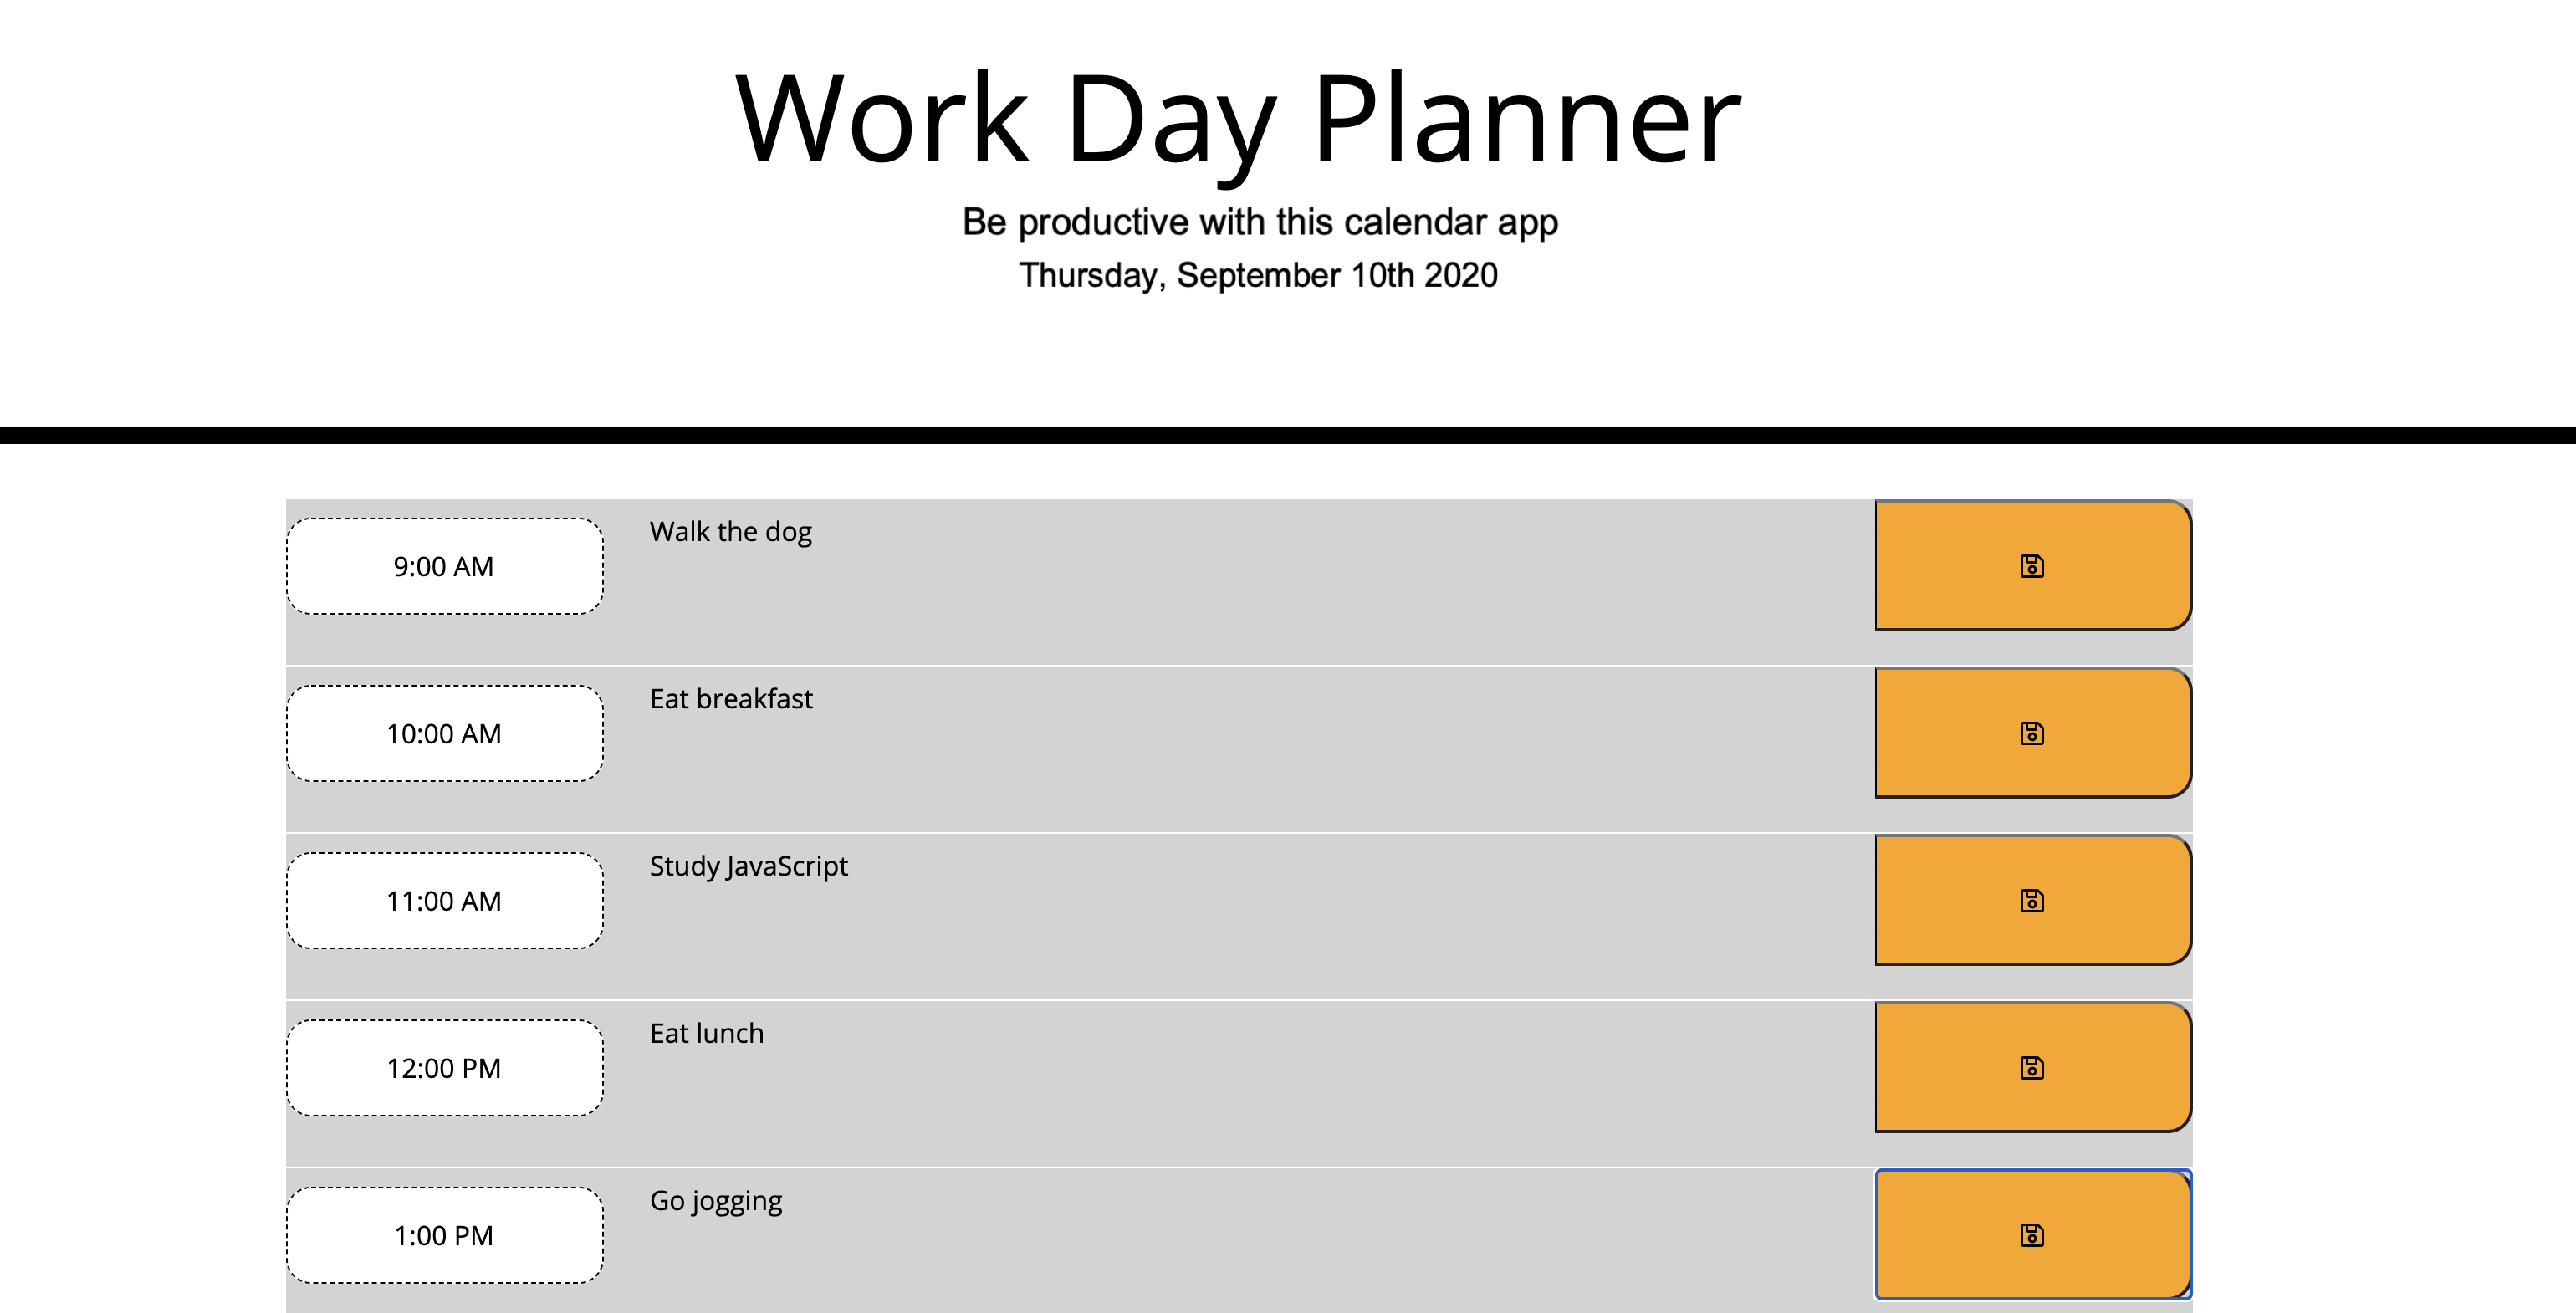 Work Day Planner
Be productive with this calendar app
Thursday, September 10th 2020
9:00 AM
Walk the dog
10:00 AM
Eat breakfast
11:00 AM
Study JavaScript
12:00 PM
Eat lunch
1:00 PM
Go jogging